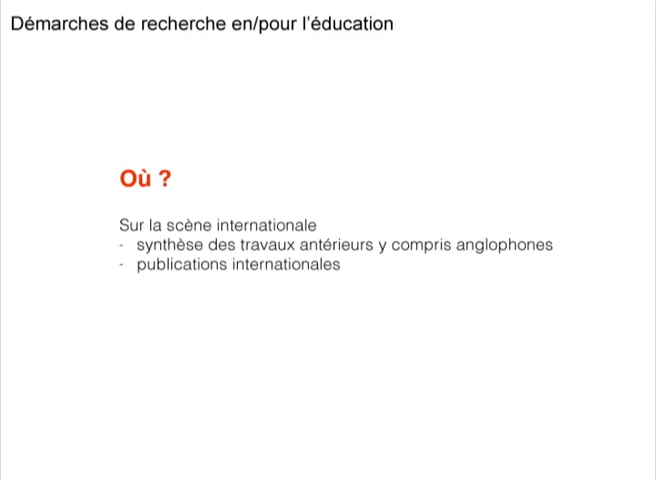 Démarches de recherche en/pour l'éducation
Où ?
Sur la scène internationale
- synthèse des travaux antérieurs y compris anglophones
- publications internationales